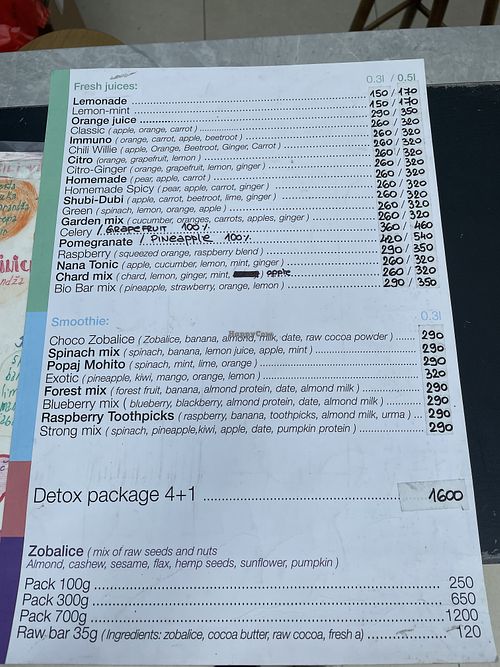 Fresh juices: 0.3l / 0.5l
Lemonade 150 / 170
Lemon-mint 150 / 170
Orange juice 290 / 350
Classic (apple, orange, carrot) 260 / 320
Immuno (orange, carrot, apple, beetroot) 260 / 320
Chili Willie (apple, Orange, Beetroot, Ginger, Carrot) 260 / 320
Citro (orange, grapefruit, lemon) 260 / 320
Citro-Ginger (orange, grapefruit, lemon, ginger) 260 / 320
Homemade (pear, apple, carrot) 260 / 320
Homemade Spicy (pear, apple, carrot, ginger) 260 / 320
Shubi-Dubi (apple, carrot, beetroot, lime, ginger) 260 / 320
Green (spinach, lemon, orange, apple) 260 / 320
Garden mix (cucumber, oranges, carrots, apples, ginger) 260 / 320
Celery / GRAPEFRUIT 100% 360 / 460
Pomegranate / PINEAPPLE 100% 420 / 540
Raspberry (squeezed orange, raspberry blend) 290 / 350
Nana Tonic (apple, cucumber, lemon, mint, ginger) 260 / 320
Chard mix (chard, lemon, ginger, mint, apple 260 / 320
Bio Bar mix (pineapple, strawberry, orange, lemon) 290 / 350
Smoothie: 0.3l
HappyCow
Choco Zobalice (Zobalice, banana, almond, milk, date, raw cocoa powder) 290
Spinach mix (spinach, banana, lemon juice, apple, mint) 290
Popaj Mohito (spinach, mint, lime, orange) 290
Exotic (pineapple, kiwi, mango, orange, lemon) 320
Forest mix (forest fruit, banana, almond protein, date, almond milk) 290
Blueberry mix (blueberry, blackberry, almond protein, date, almond milk) 290
Raspberry Toothpicks (raspberry, banana, toothpicks, almond milk, urma) 290
Strong mix (spinach, pineapple,kiwi, apple, date, pumpkin protein) 290
Detox package 4+1 1600
Zobalice (mix of raw seeds and nuts
Almond, cashew, sesame, flax, hemp seeds, sunflower, pumpkin)
Pack 100g 250
Pack 300g 650
Pack 700g 1200
Raw bar 35g (Ingredients: zobalice, cocoa butter, raw cocoa, fresh a) 120